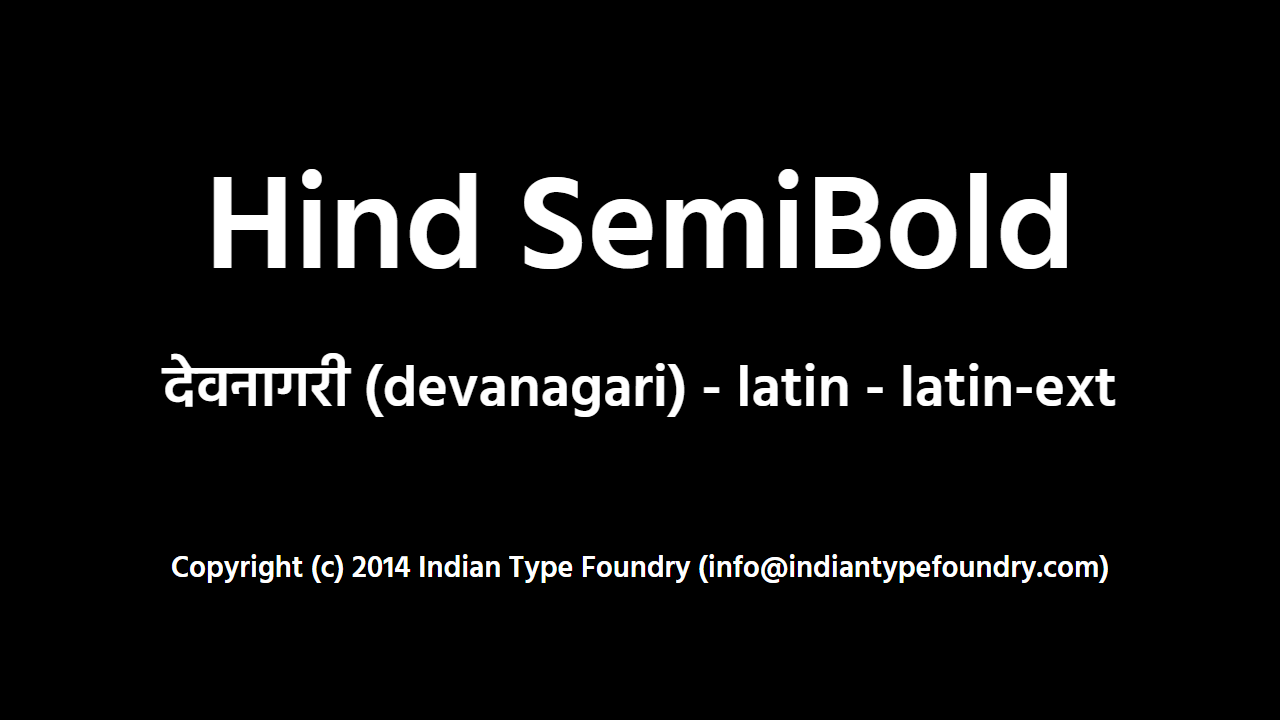 Hind SemiBold
देवनागरी (devanagari) - latin - latin-ext
Copyright (c) 2014 Indian Type Foundry (info@indiantypefoundry.com)